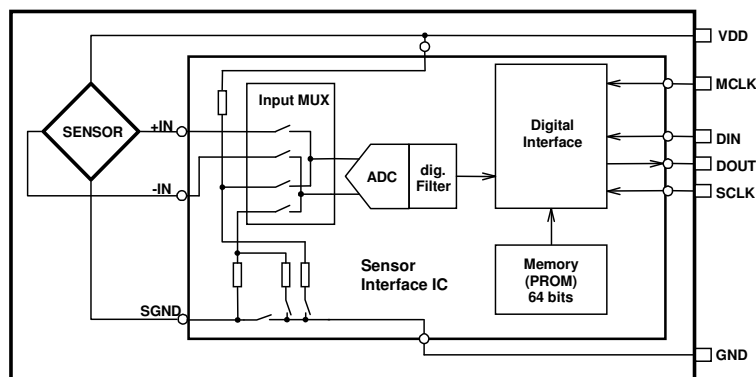 VDD
MCLK
Input MUX
SENSOR
+IN
Digital
Interface
DIN
DOUT
ADC
dig.
Filter
-IN
SCLK
Sensor
Interface IC
Memory
(PROM)
64 bits
SGND
GND